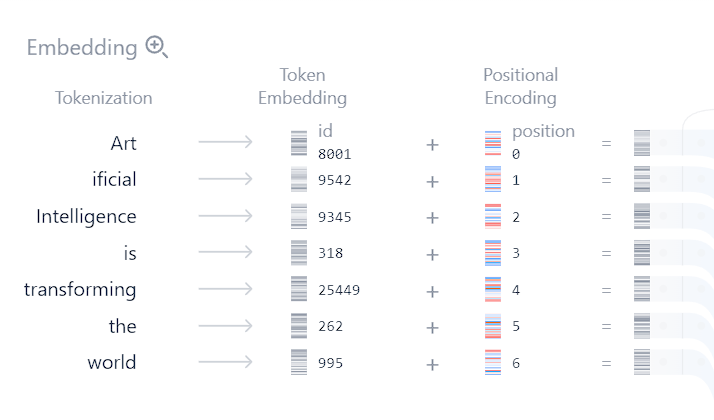 Embedding
Token
Positional
Tokenization
Embedding
Encoding
id
position
Art
8001
+
0
=
ificial
9542
+
1
=
Intelligence
9345
+
2
=
is
318
+
3
=
transforming
25449
+
4
=
the
262
+
5
=
world
995
+
6
=